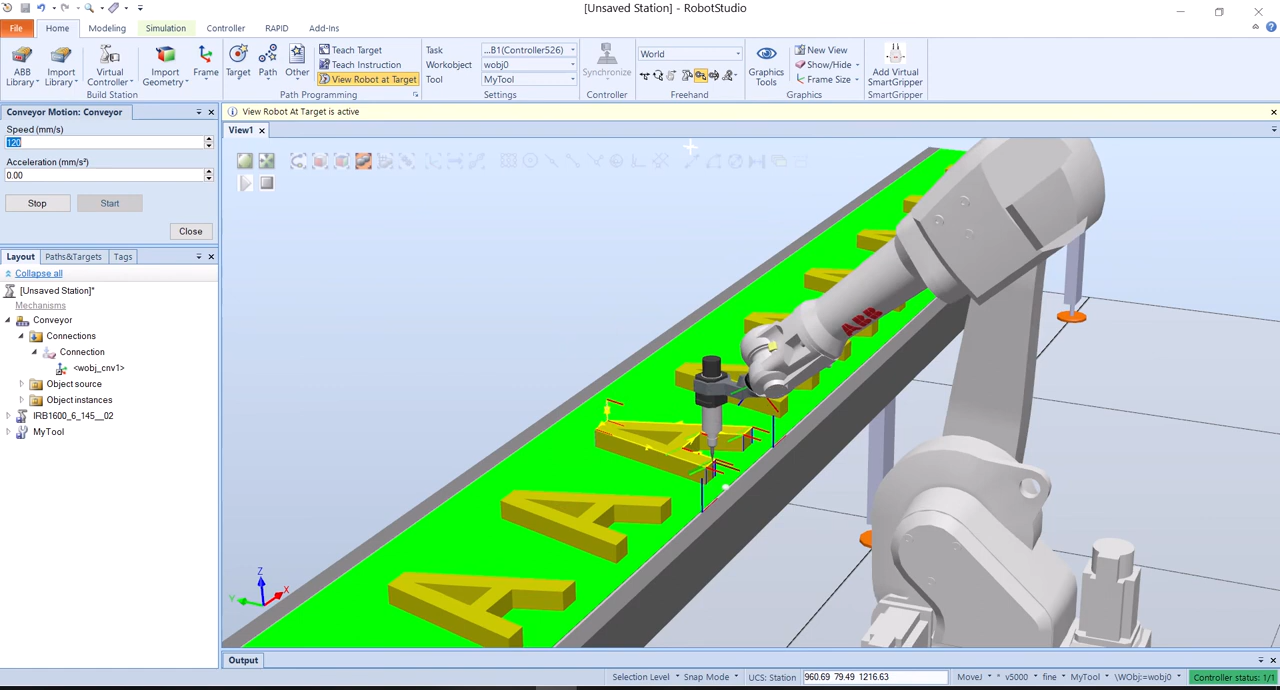 [Unsaved Station] - RobotStudio
File Home Modeling Simulation Controller RAPID Add-Ins
ABB Library
Import Library
Virtual Controller
Import Geometry
Frame
Build Station
Target
Path
Other
Teach Target
Teach Instruction
View Robot at Target
Path Programming
Task ...B1(Controller526)
Workobject wobj0
Tool MyTool
Settings
Synchronize
Controller
World
Freehand
Graphics Tools
New View
Show/Hide
Frame Size
Graphics
Add Virtual SmartGripper
SmartGripper
Conveyor Motion: Conveyor
Speed (mm/s)
120
Acceleration (mm/s²)
0.00
Stop Start
Close
View Robot At Target is active
View1
Layout Paths&Targets Tags
Collapse all
[Unsaved Station]*
Mechanisms
Conveyor
Connections
Connection
<wobj_cnv1>
Object source
Object instances
IRB1600_6_145__02
MyTool
ABB
Z
Y
X
Output
Selection Level Snap Mode UCS: Station 960.69 79.49 1216.63 MoveJ * v5000 fine MyTool \WObj:=wobj0 Controller status: 1/1